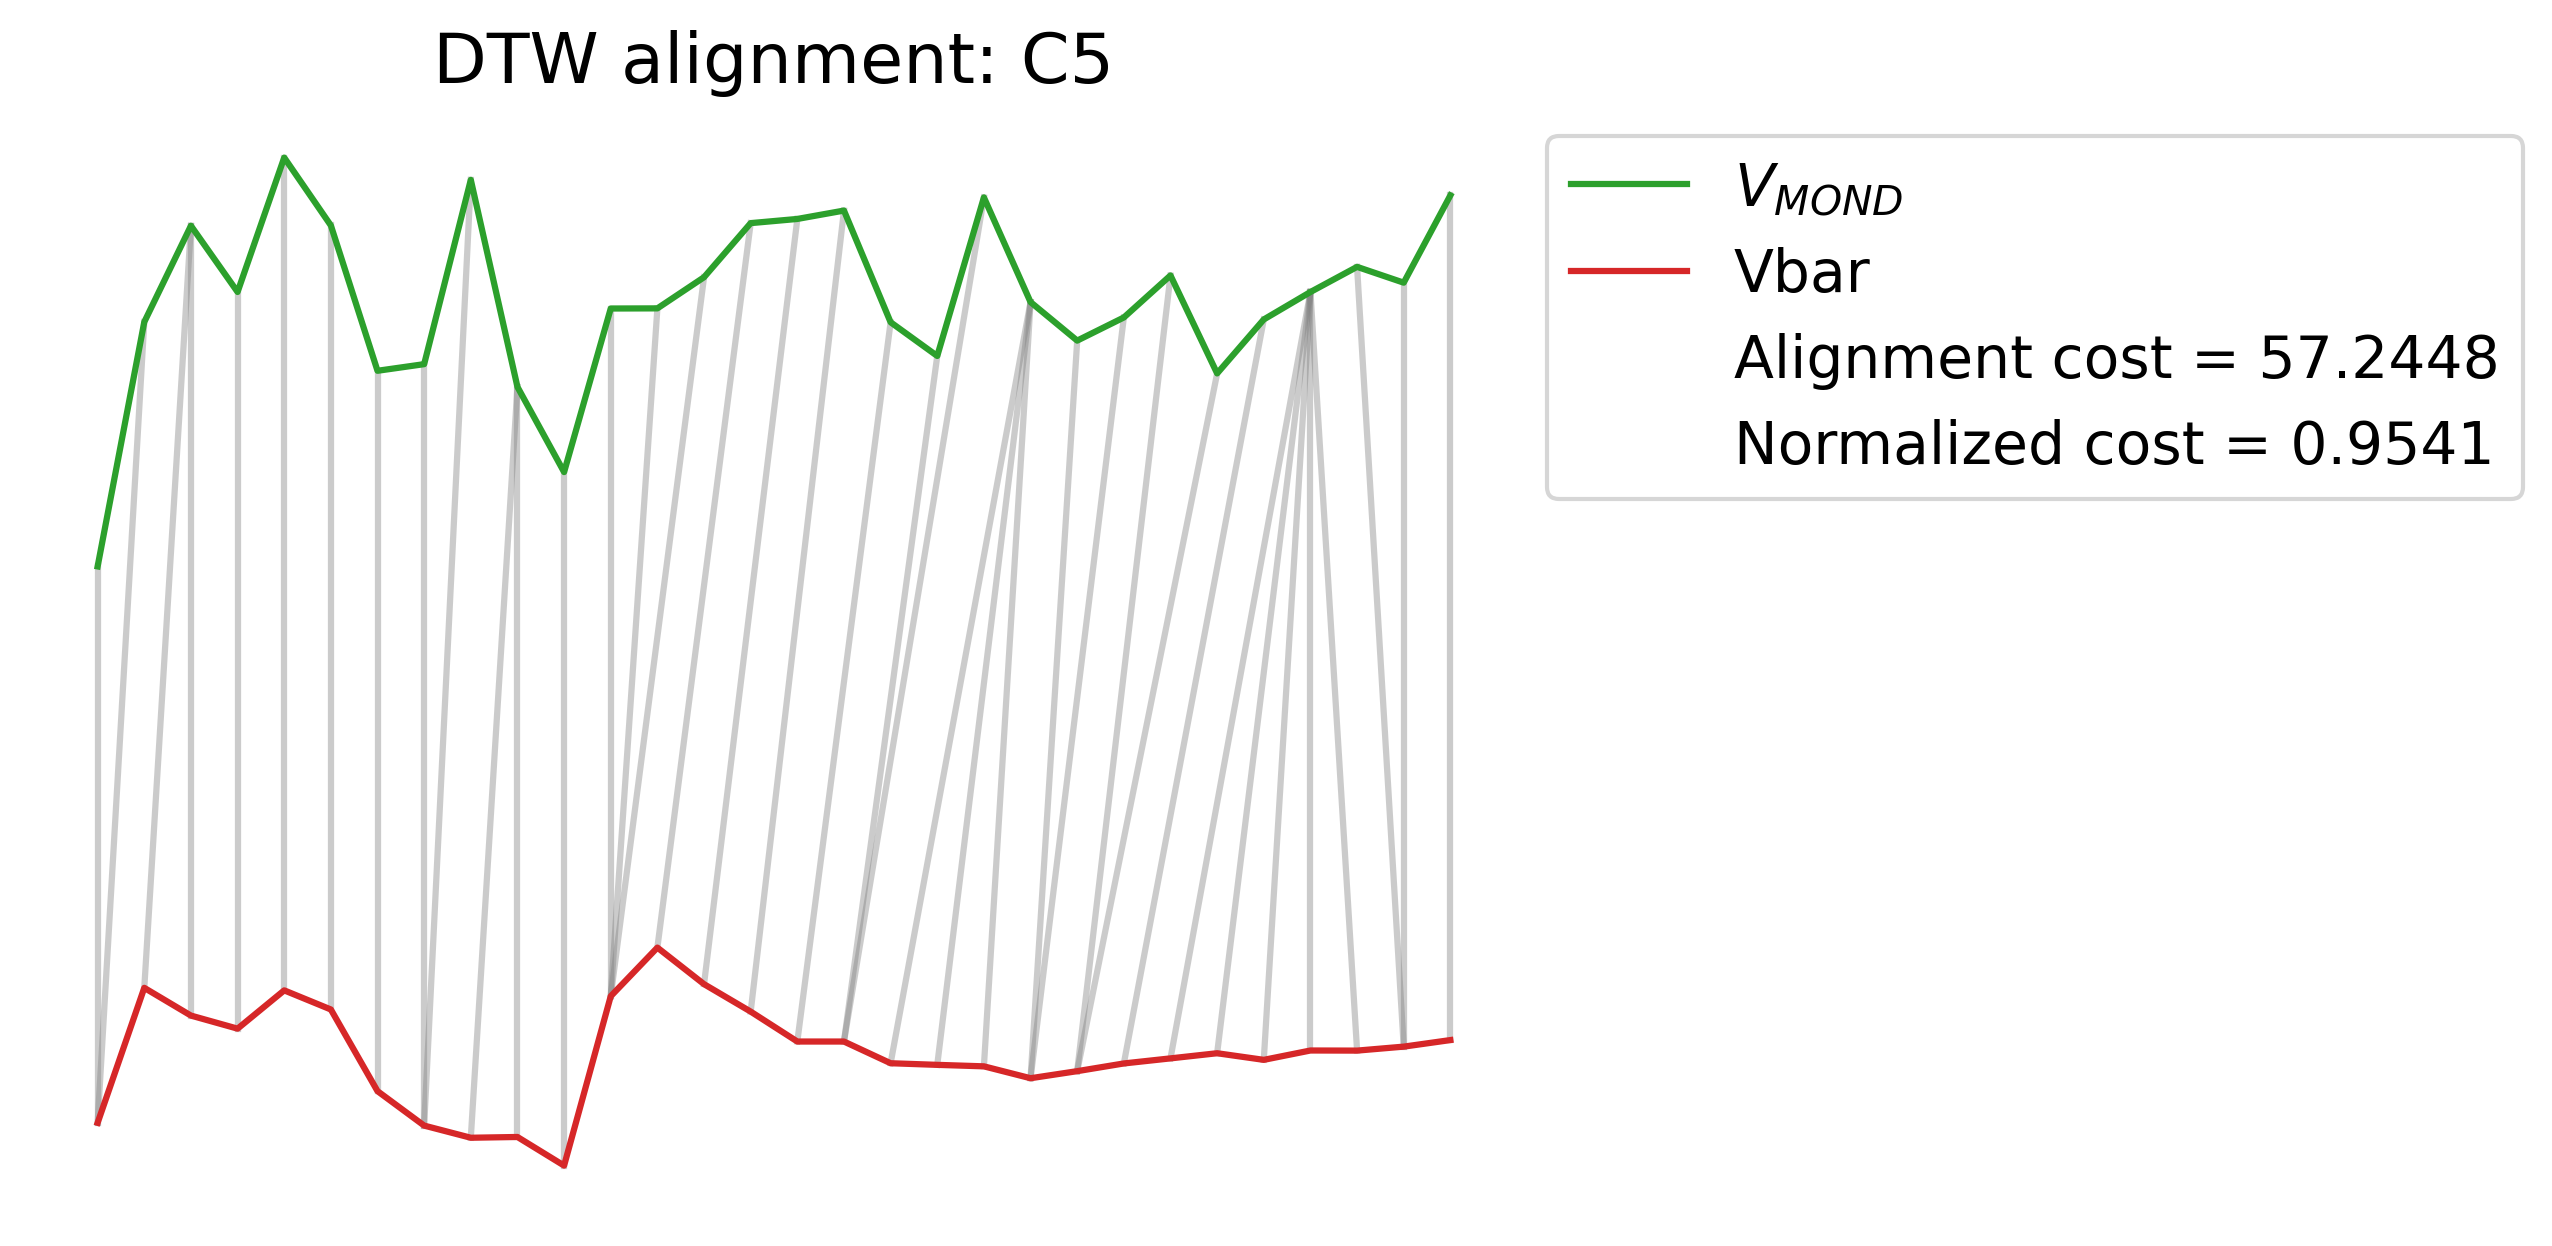 DTW alignment: C5
V_MOND
Vbar
Alignment cost = 57.2448
Normalized cost = 0.9541